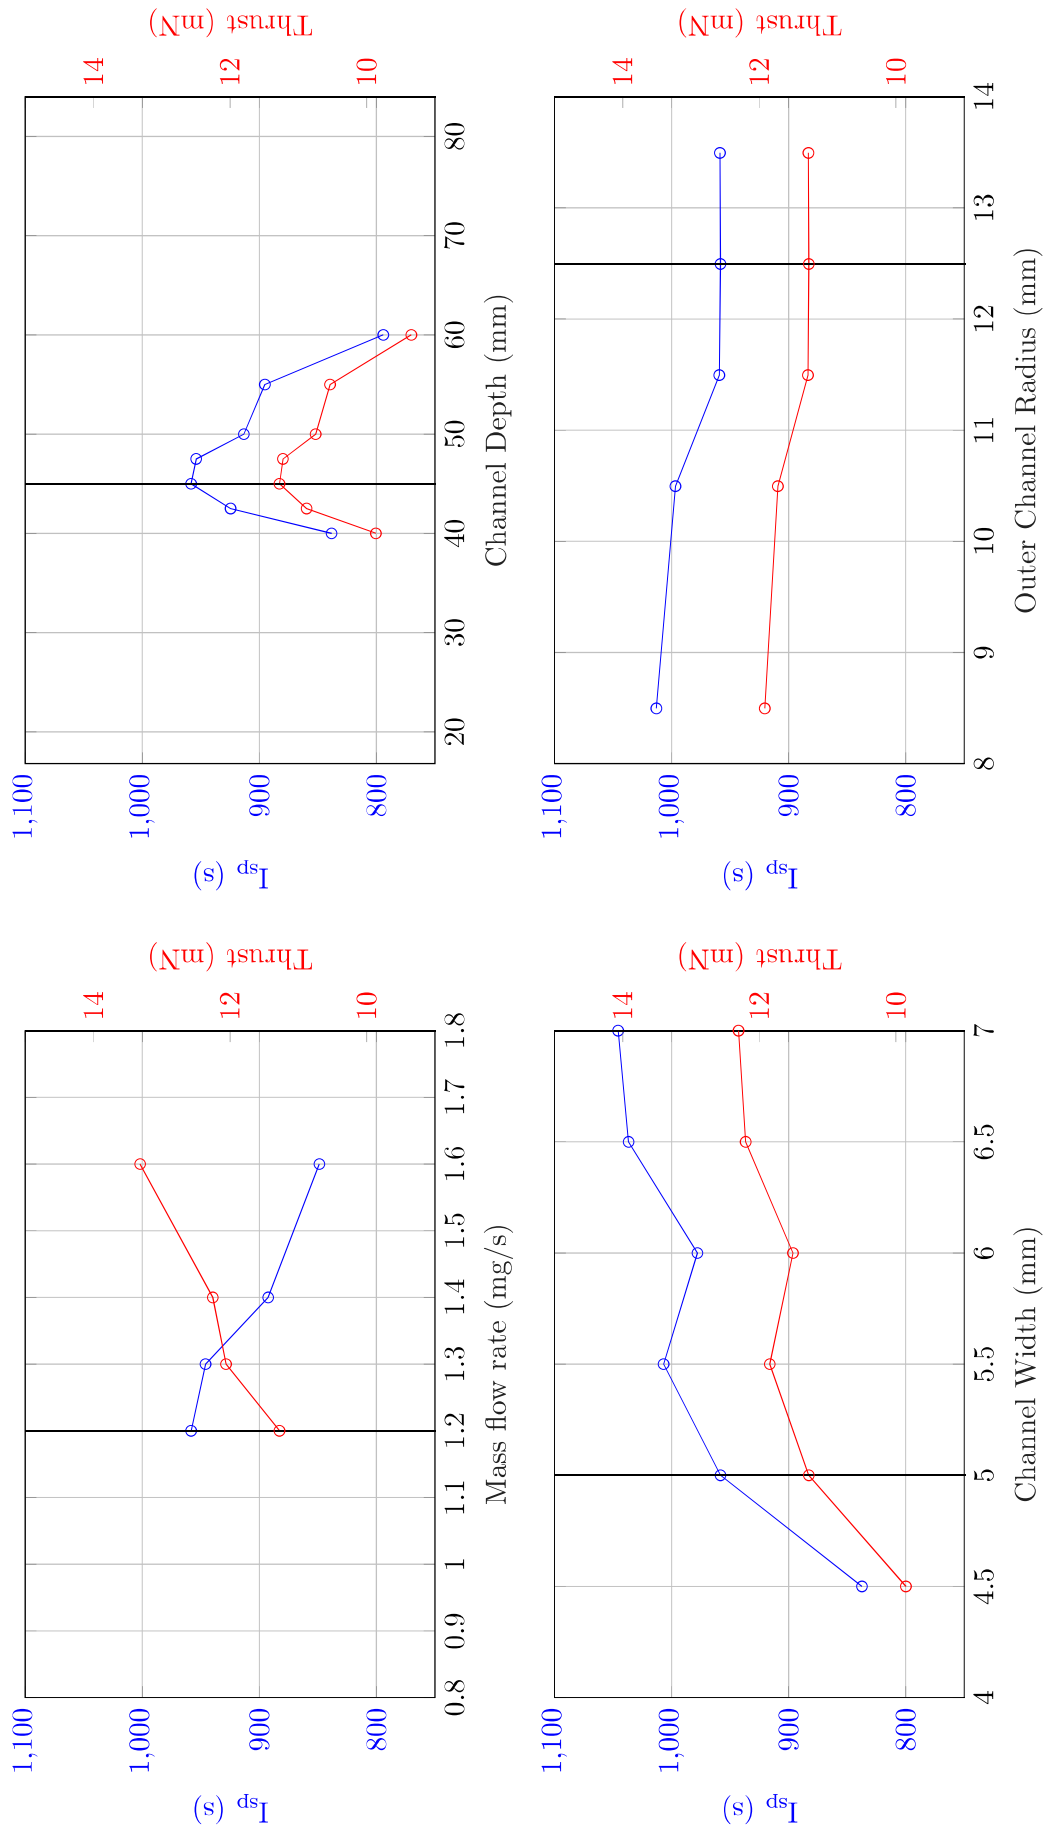 1,100
1,000
900
800
I_sp (s)
14
12
10
Thrust (mN)
0.8 0.9 1 1.1 1.2 1.3 1.4 1.5 1.6 1.7 1.8
Mass flow rate (mg/s)
1,100
1,000
900
800
I_sp (s)
14
12
10
Thrust (mN)
20 30 40 50 60 70 80
Channel Depth (mm)
1,100
1,000
900
800
I_sp (s)
14
12
10
Thrust (mN)
4 4.5 5 5.5 6 6.5 7
Channel Width (mm)
1,100
1,000
900
800
I_sp (s)
14
12
10
Thrust (mN)
8 9 10 11 12 13 14
Outer Channel Radius (mm)